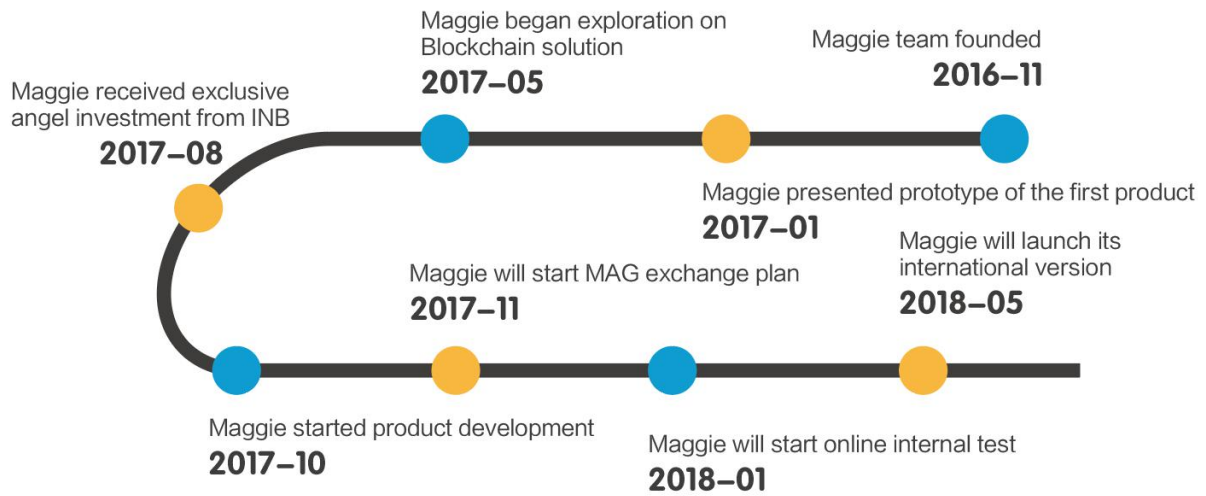 Maggie began exploration on
Blockchain solution
2017–05
Maggie team founded
2016–11
Maggie received exclusive
angel investment from INB
2017–08
Maggie presented prototype of the first product
2017–01
Maggie will launch its
international version
2018–05
Maggie will start MAG exchange plan
2017–11
Maggie started product development
2017–10
Maggie will start online internal test
2018–01